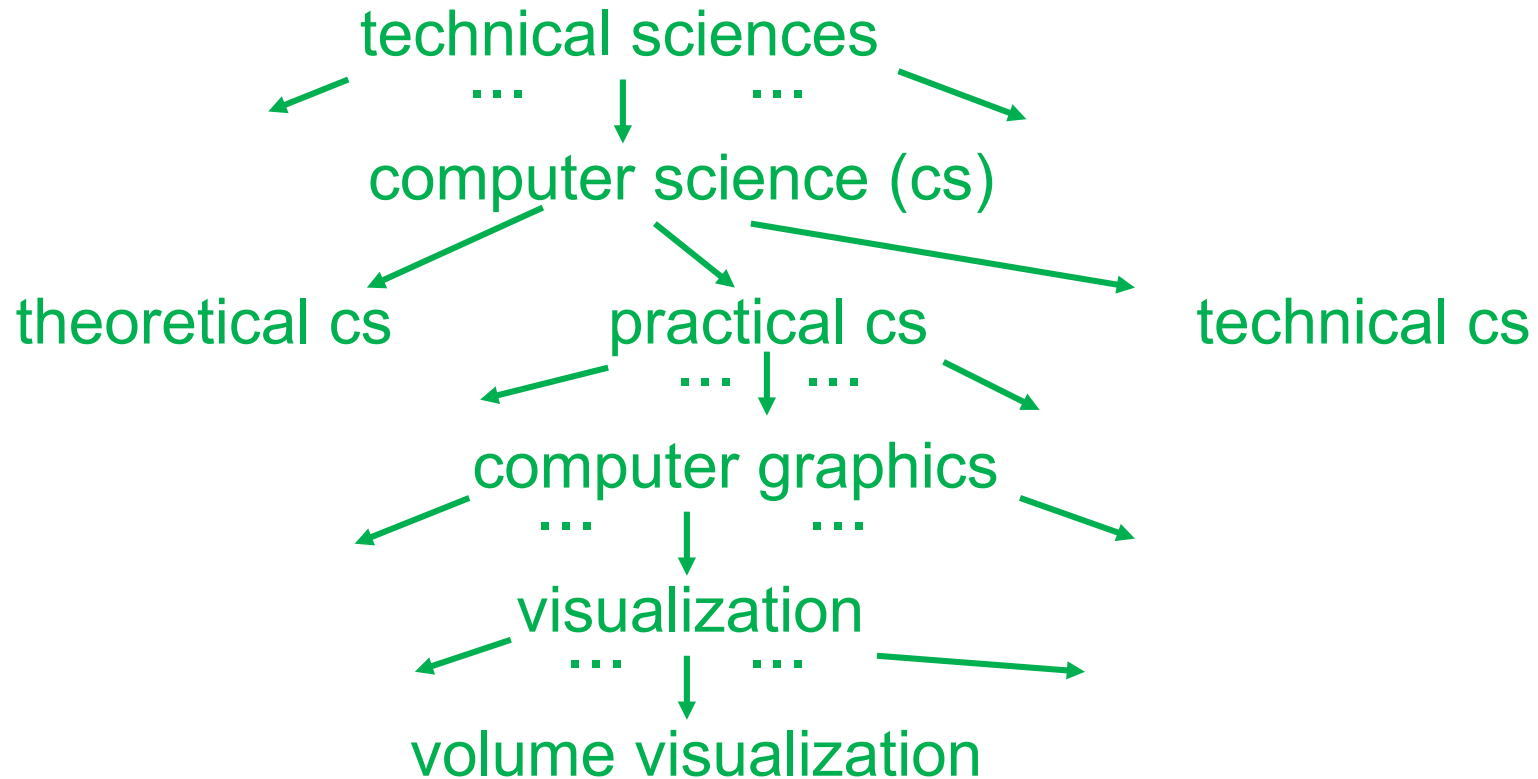 technical sciences
... ...
computer science (cs)
theoretical cs practical cs technical cs
... ...
computer graphics
... ...
visualization
... ...
volume visualization